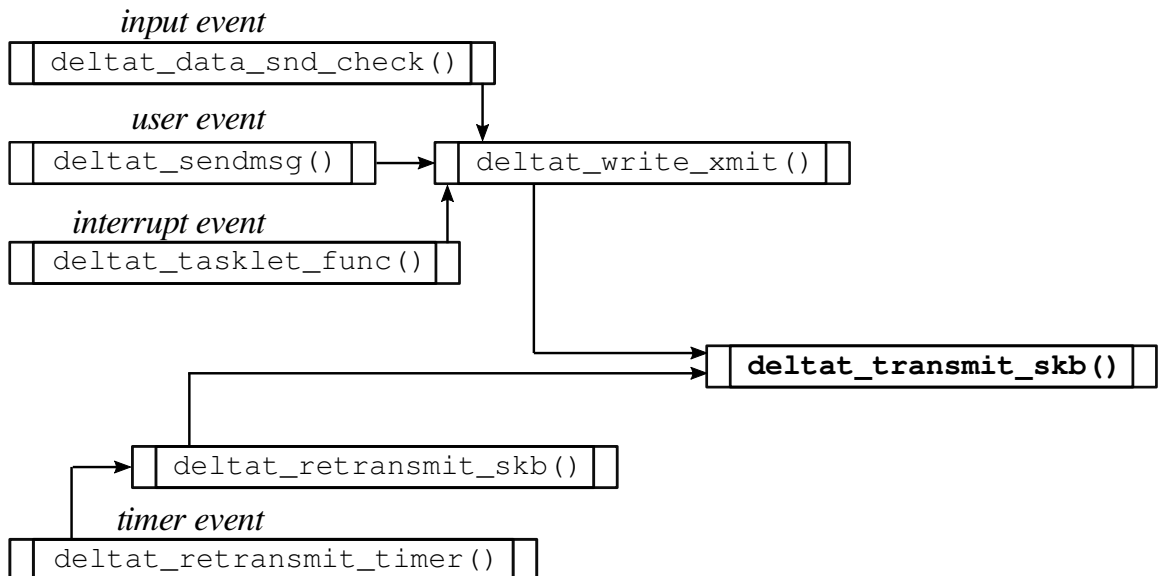 input event
deltat_data_snd_check()
user event
deltat_sendmsg()
deltat_write_xmit()
interrupt event
deltat_tasklet_func()
deltat_transmit_skb()
deltat_retransmit_skb()
timer event
deltat_retransmit_timer()